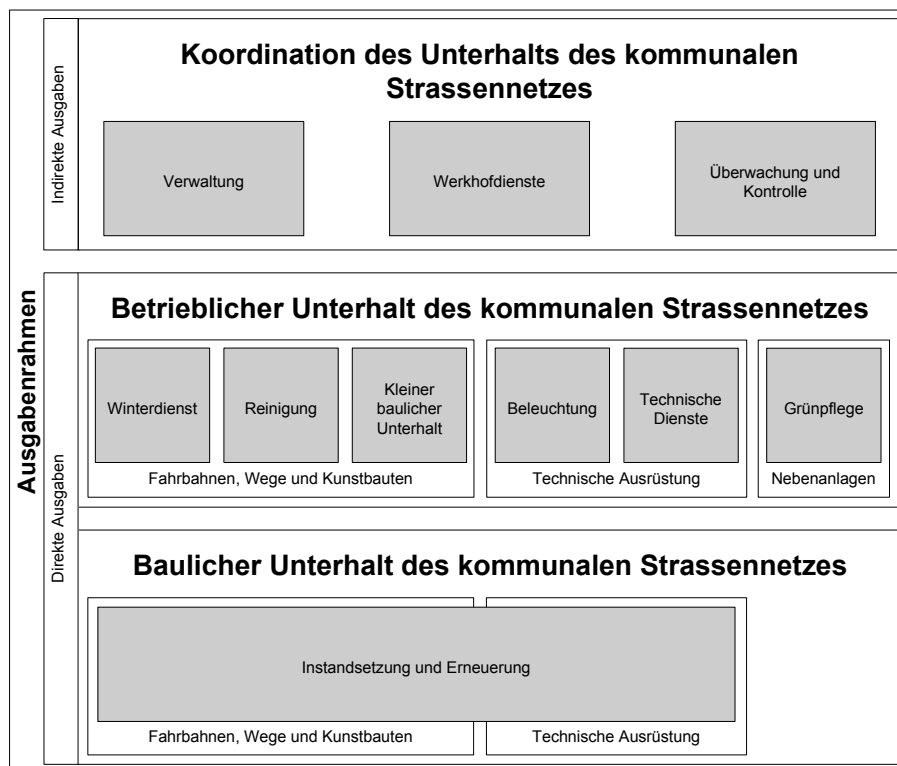 Ausgabenrahmen
Indirekte Ausgaben
Koordination des Unterhalts des kommunalen
Strassennetzes
Verwaltung
Werkhofdienste
Überwachung und
Kontrolle
Direkte Ausgaben
Betrieblicher Unterhalt des kommunalen Strassennetzes
Winterdienst
Reinigung
Kleiner
baulicher
Unterhalt
Fahrbahnen, Wege und Kunstbauten
Beleuchtung
Technische
Dienste
Technische Ausrüstung
Grünpflege
Nebenanlagen
Baulicher Unterhalt des kommunalen Strassennetzes
Instandsetzung und Erneuerung
Fahrbahnen, Wege und Kunstbauten
Technische Ausrüstung